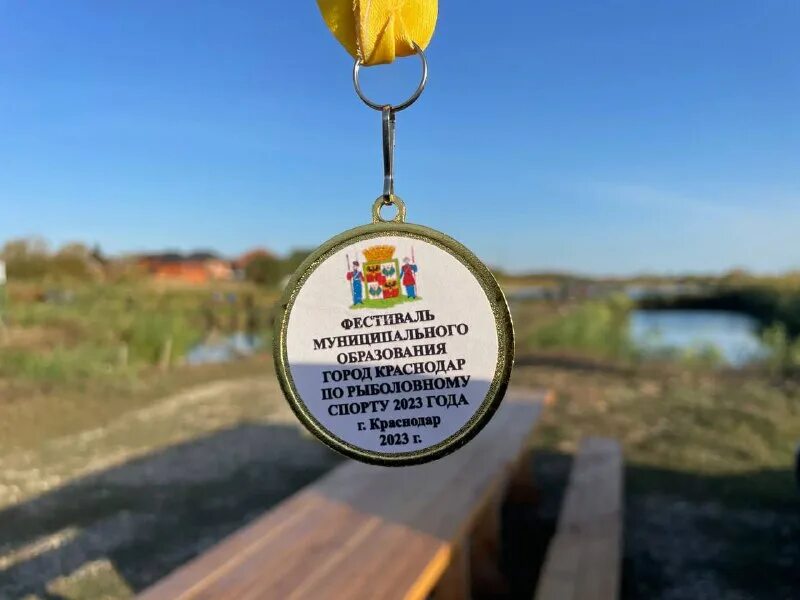 ФЕСТИВАЛЬ
МУНИЦИПАЛЬНОГО
ОБРАЗОВАНИЯ
ГОРОД КРАСНОДАР
ПО РЫБОЛОВНОМУ
СПОРТУ 2023 ГОДА
г. Краснодар
2023 г.